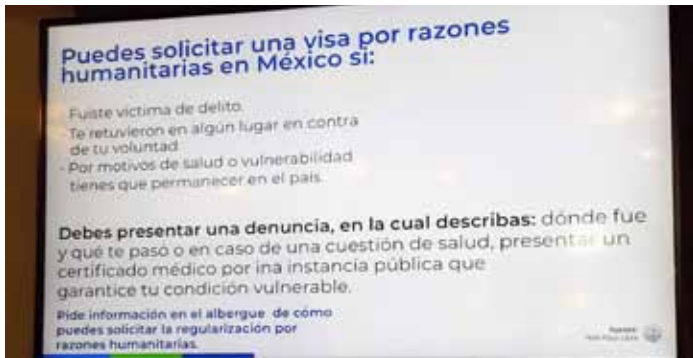 Puedes solicitar una visa por razones
humanitarias en México si:
Fuiste victima de delito.
Te retuvieron en algún lugar en contra
de tu voluntad
- Por motivos de salud o vulnerabilidad
tienes que permanecer en el país.
Debes presentar una denuncia, en la cual describas: dónde fue
y qué te pasó o en caso de una cuestión de salud, presentar un
certificado médico por ina instancia pública que
garantice tu condición vulnerable.
Pide información en el albergue de cómo
puedes solicitar la regularización por
razones humanitarias.